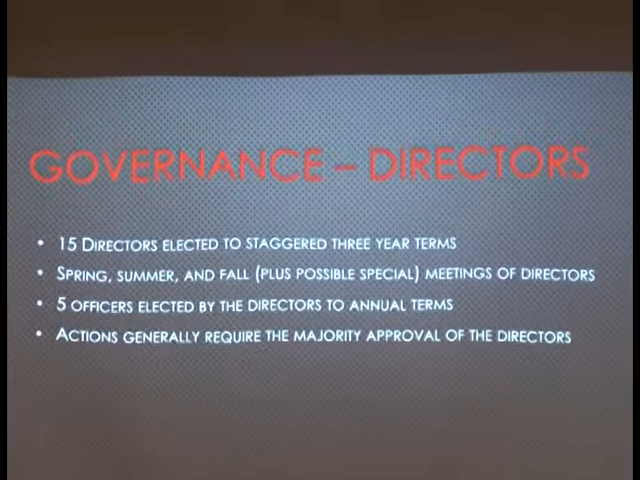 GOVERNANCE – DIRECTORS
• 15 DIRECTORS ELECTED TO STAGGERED THREE YEAR TERMS
• SPRING, SUMMER, AND FALL (PLUS POSSIBLE SPECIAL) MEETINGS OF DIRECTORS
• 5 OFFICERS ELECTED BY THE DIRECTORS TO ANNUAL TERMS
• ACTIONS GENERALLY REQUIRE THE MAJORITY APPROVAL OF THE DIRECTORS